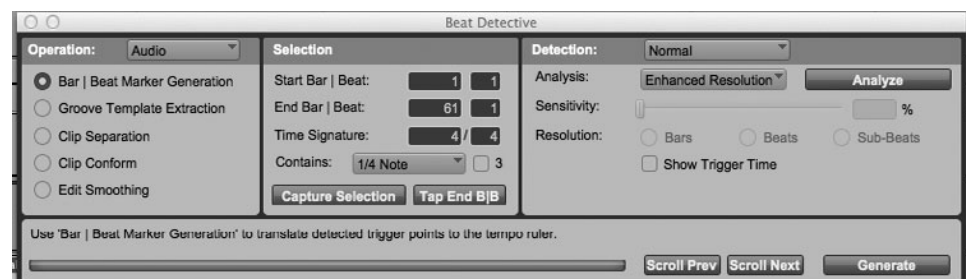 Beat Detective
Operation: Audio
Bar | Beat Marker Generation
Groove Template Extraction
Clip Separation
Clip Conform
Edit Smoothing
Selection
Start Bar | Beat: 1 1
End Bar | Beat: 61 1
Time Signature: 4 / 4
Contains: 1/4 Note 3
Capture Selection Tap End B|B
Detection: Normal
Analysis: Enhanced Resolution Analyze
Sensitivity: %
Resolution: Bars Beats Sub-Beats
Show Trigger Time
Use 'Bar | Beat Marker Generation' to translate detected trigger points to the tempo ruler.
Scroll Prev Scroll Next Generate